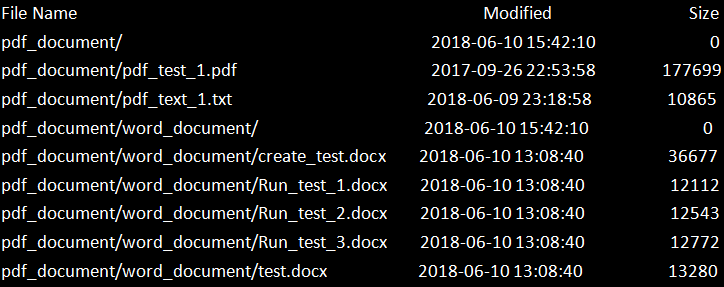 File Name Modified Size
pdf_document/ 2018-06-10 15:42:10 0
pdf_document/pdf_test_1.pdf 2017-09-26 22:53:58 177699
pdf_document/pdf_text_1.txt 2018-06-09 23:18:58 10865
pdf_document/word_document/ 2018-06-10 15:42:10 0
pdf_document/word_document/create_test.docx 2018-06-10 13:08:40 36677
pdf_document/word_document/Run_test_1.docx 2018-06-10 13:08:40 12112
pdf_document/word_document/Run_test_2.docx 2018-06-10 13:08:40 12543
pdf_document/word_document/Run_test_3.docx 2018-06-10 13:08:40 12772
pdf_document/word_document/test.docx 2018-06-10 13:08:40 13280